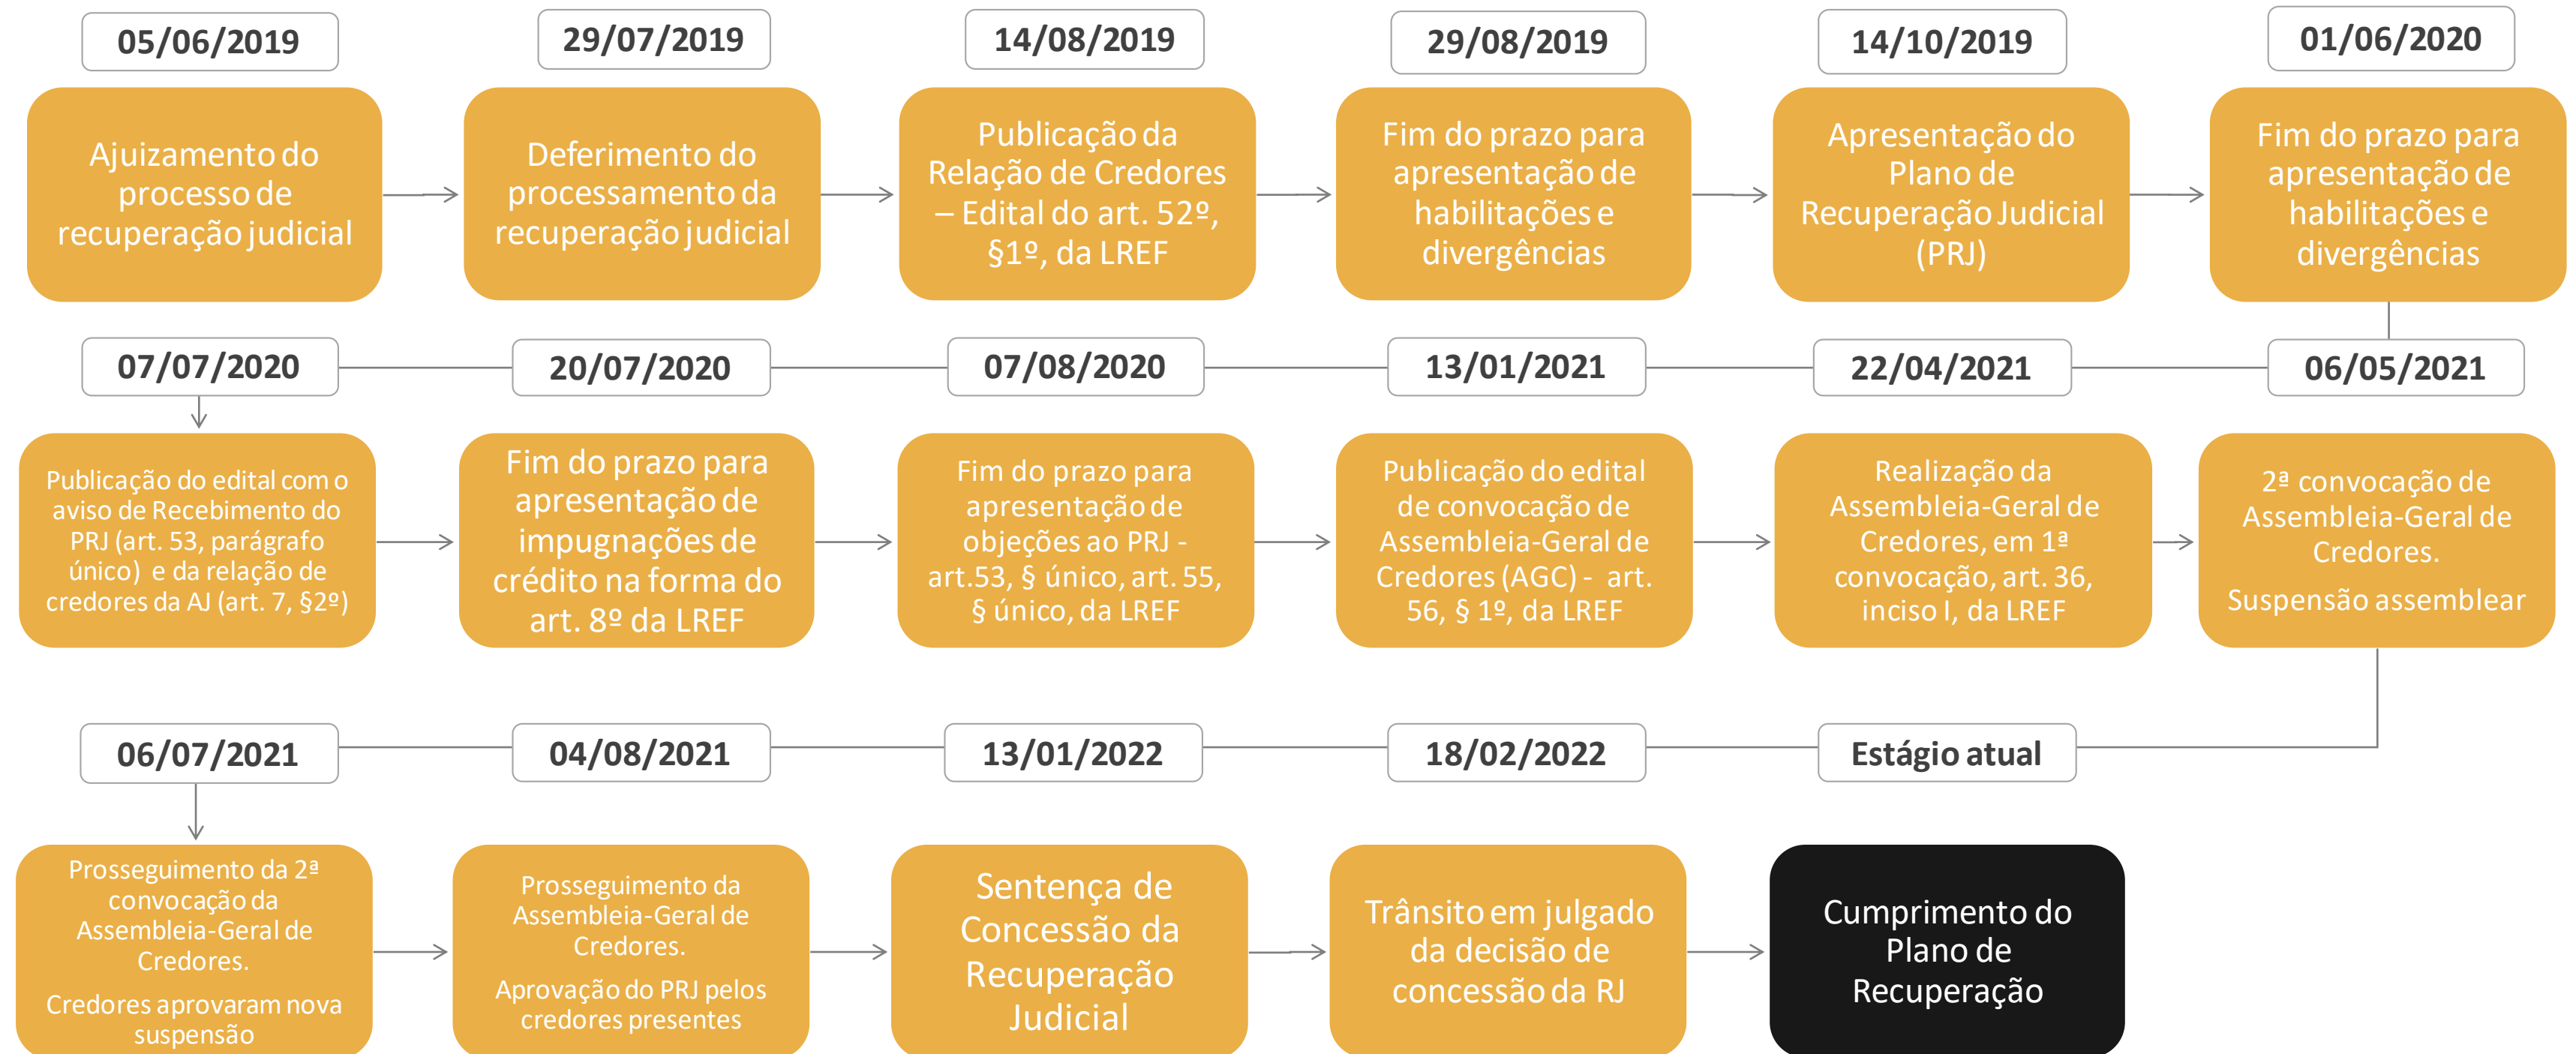 05/06/2019
Ajuizamento do
processo de
recuperação judicial
29/07/2019
Deferimento do
processamento da
recuperação judicial
14/08/2019
Publicação da
Relação de Credores
– Edital do art. 52º,
§1º, da LREF
29/08/2019
Fim do prazo para
apresentação de
habilitações e
divergências
14/10/2019
Apresentação do
Plano de
Recuperação Judicial
(PRJ)
01/06/2020
Fim do prazo para
apresentação de
habilitações e
divergências
07/07/2020
Publicação do edital com o
aviso de Recebimento do
PRJ (art. 53, parágrafo
único) e da relação de
credores da AJ (art. 7, §2º)
20/07/2020
Fim do prazo para
apresentação de
impugnações de
crédito na forma do
art. 8º da LREF
07/08/2020
Fim do prazo para
apresentação de
objeções ao PRJ -
art.53, § único, art. 55,
§ único, da LREF
13/01/2021
Publicação do edital
de convocação de
Assembleia-Geral de
Credores (AGC) - art.
56, § 1º, da LREF
22/04/2021
Realização da
Assembleia-Geral de
Credores, em 1ª
convocação, art. 36,
inciso I, da LREF
06/05/2021
2ª convocação de
Assembleia-Geral de
Credores.
Suspensão assemblear
06/07/2021
Prosseguimento da 2ª
convocação da
Assembleia-Geral de
Credores.
Credores aprovaram nova
suspensão
04/08/2021
Prosseguimento da
Assembleia-Geral de
Credores.
Aprovação do PRJ pelos
credores presentes
13/01/2022
Sentença de
Concessão da
Recuperação
Judicial
18/02/2022
Trânsito em julgado
da decisão de
concessão da RJ
Estágio atual
Cumprimento do
Plano de
Recuperação